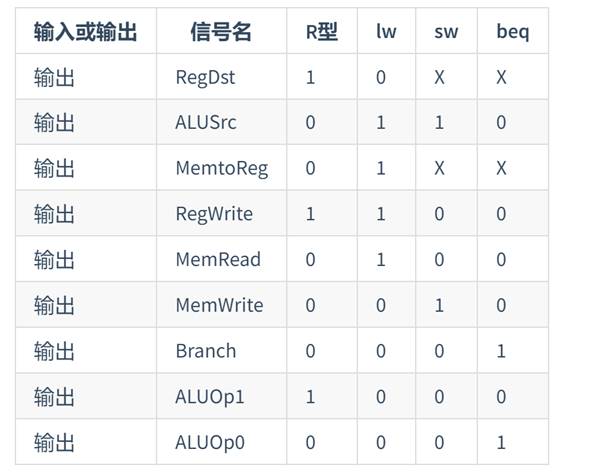 输入或输出 信号名 R型 lw sw beq
输出 RegDst 1 0 X X
输出 ALUSrc 0 1 1 0
输出 MemtoReg 0 1 X X
输出 RegWrite 1 1 0 0
输出 MemRead 0 1 0 0
输出 MemWrite 0 0 1 0
输出 Branch 0 0 0 1
输出 ALUOp1 1 0 0 0
输出 ALUOp0 0 0 0 1